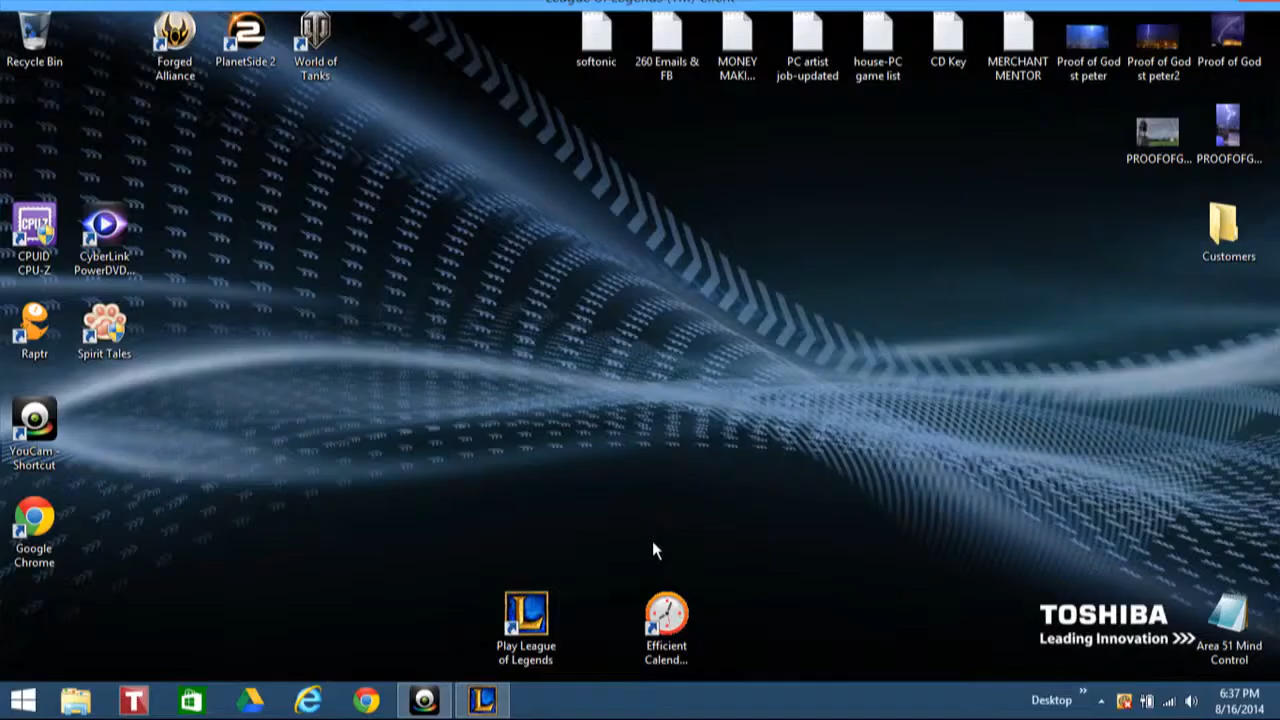 Recycle Bin
Forged Alliance
PlanetSide 2
World of Tanks
softonic
260 Emails & FB
MONEY MAKI...
PC artist job-updated
house-PC game list
CD Key
MERCHANT MENTOR
Proof of God st peter
Proof of God st peter2
Proof of God
PROOFOFG...
PROOFOFG...
CPUID CPU-Z
CyberLink PowerDVD...
Customers
Raptr
Spirit Tales
YouCam - Shortcut
Google Chrome
Play League of Legends
Efficient Calend...
TOSHIBA
Leading Innovation >>>
Area 51 Mind Control
Desktop
6:37 PM
8/16/2014